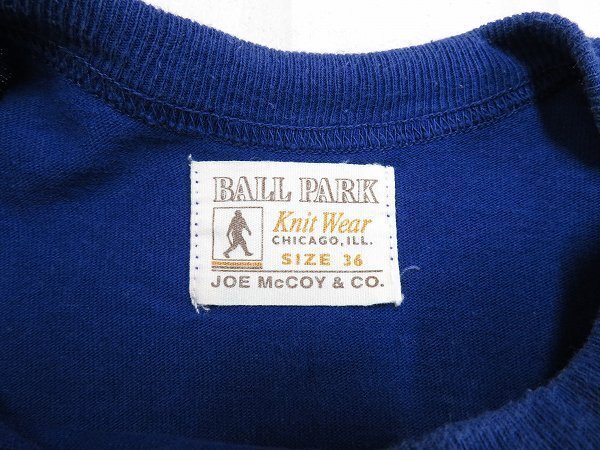 BALL PARK
Knit Wear
CHICAGO, ILL.
SIZE 36
JOE McCOY & CO.